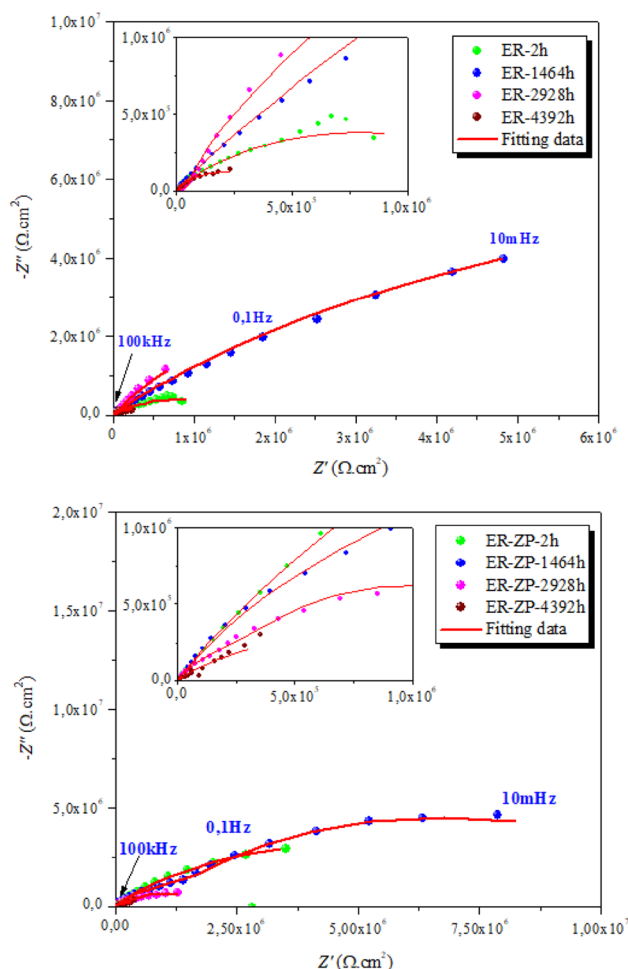 1,0x10⁷
8,0x10⁶
6,0x10⁶
4,0x10⁶
2,0x10⁶
0,0
-Z″ (Ω.cm²)
1,0x10⁶
5,0x10⁵
0,0
0,0
5,0x10⁵
1,0x10⁶
ER-2h
ER-1464h
ER-2928h
ER-4392h
Fitting data
10mHz
0,1Hz
100kHz
0
1x10⁶
2x10⁶
3x10⁶
4x10⁶
5x10⁶
6x10⁶
Z′ (Ω.cm²)
2,0x10⁷
1,5x10⁷
1,0x10⁷
5,0x10⁶
0,0
-Z″ (Ω.cm²)
1,0x10⁶
5,0x10⁵
0,0
0,0
5,0x10⁵
1,0x10⁶
ER-ZP-2h
ER-ZP-1464h
ER-ZP-2928h
ER-ZP-4392h
Fitting data
10mHz
0,1Hz
100kHz
0,00
2,50x10⁶
5,00x10⁶
7,50x10⁶
1,00x10⁷
Z′ (Ω.cm²)